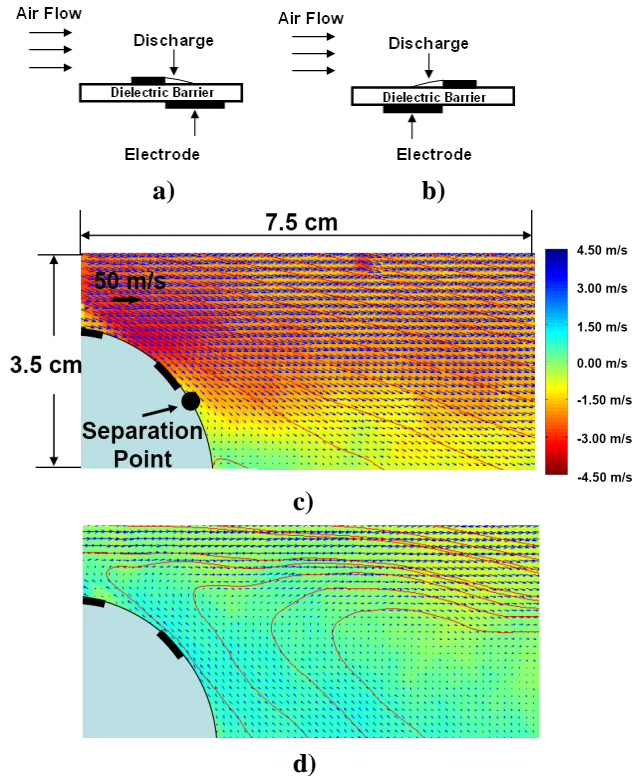 Air Flow
Discharge
Dielectric Barrier
Electrode
a)
Air Flow
Discharge
Dielectric Barrier
Electrode
b)
7.5 cm
50 m/s
3.5 cm
Separation
Point
4.50 m/s
3.00 m/s
1.50 m/s
0.00 m/s
-1.50 m/s
-3.00 m/s
-4.50 m/s
c)
d)